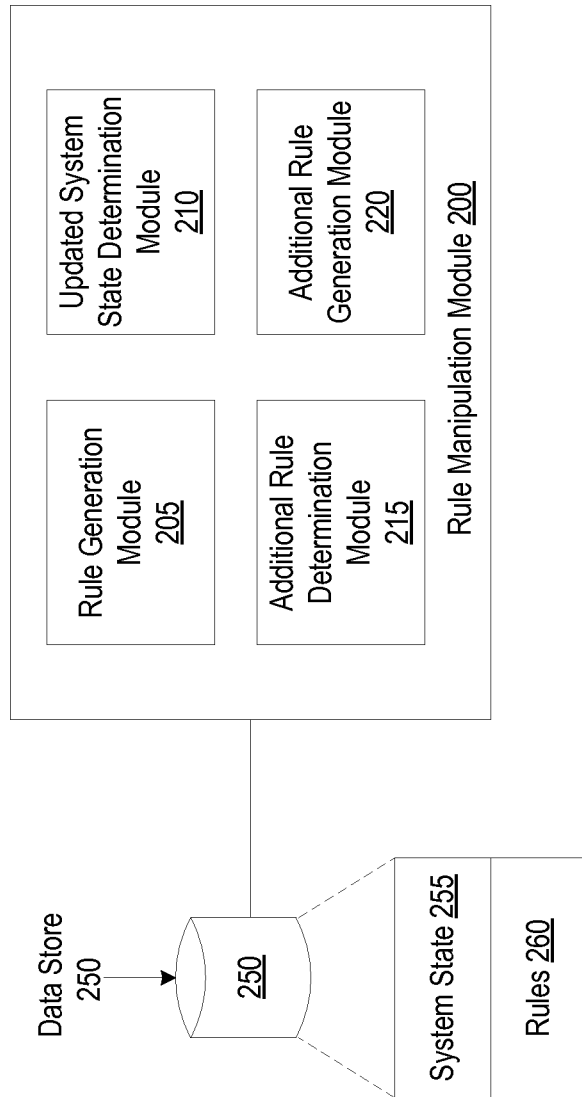 Data Store
250
250
System State 255
Rules 260
Rule Generation
Module
205
Updated System
State Determination
Module
210
Additional Rule
Determination
Module
215
Additional Rule
Generation Module
220
Rule Manipulation Module 200